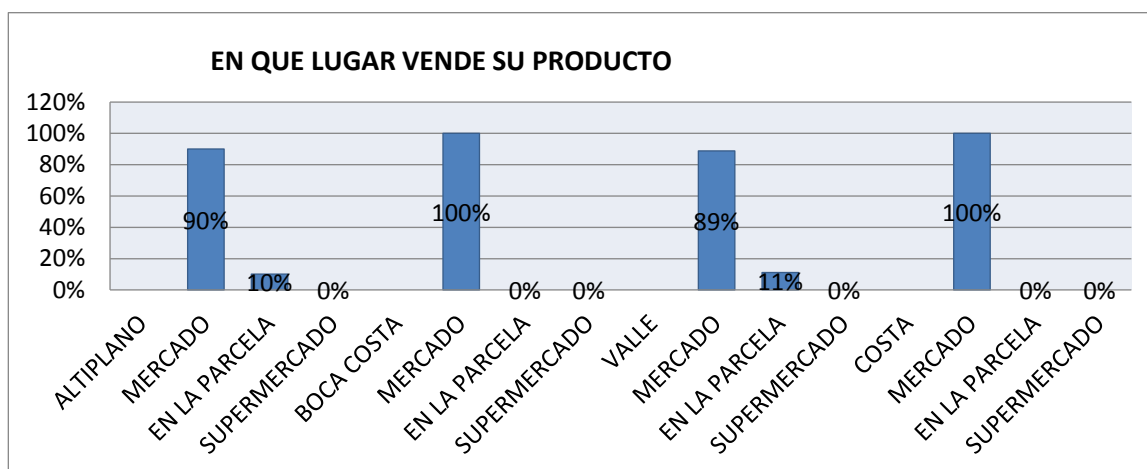 EN QUE LUGAR VENDE SU PRODUCTO
120%
100%
80%
60%
40%
20%
0%
90%
10%
0%
100%
0%
0%
89%
11%
0%
100%
0%
0%
ALTIPLANO
MERCADO
EN LA PARCELA
SUPERMERCADO
BOCA COSTA
MERCADO
EN LA PARCELA
SUPERMERCADO
VALLE
MERCADO
EN LA PARCELA
SUPERMERCADO
COSTA
MERCADO
EN LA PARCELA
SUPERMERCADO